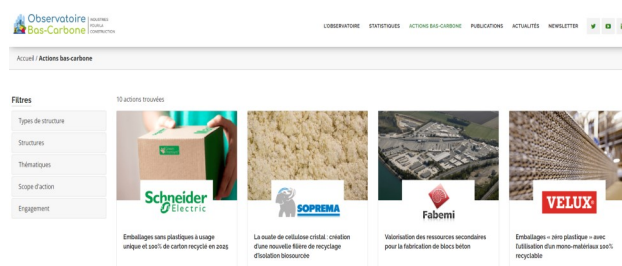 Observatoire
Bas-Carbone
INDUSTRIES
POUR LA
CONSTRUCTION
L'OBSERVATOIRE STATISTIQUES ACTIONS BAS-CARBONE PUBLICATIONS ACTUALITÉS NEWSLETTER
Accueil / Actions bas-carbone
Filtres
10 actions trouvées
Types de structure
Structures
Thématiques
Scope d'action
Engagement
Schneider
Electric
SOPREMA
Fabemi
VELUX
Emballages sans plastiques à usage
unique et 100% de carton recyclé en 2025
La ouate de cellulose cristal : création
d'une nouvelle filière de recyclage
d'isolation biosourcée
Valorisation des ressources secondaires
pour la fabrication de blocs béton
Emballages « zéro plastique » avec
l'utilisation d'un mono-matériaux 100%
recyclable